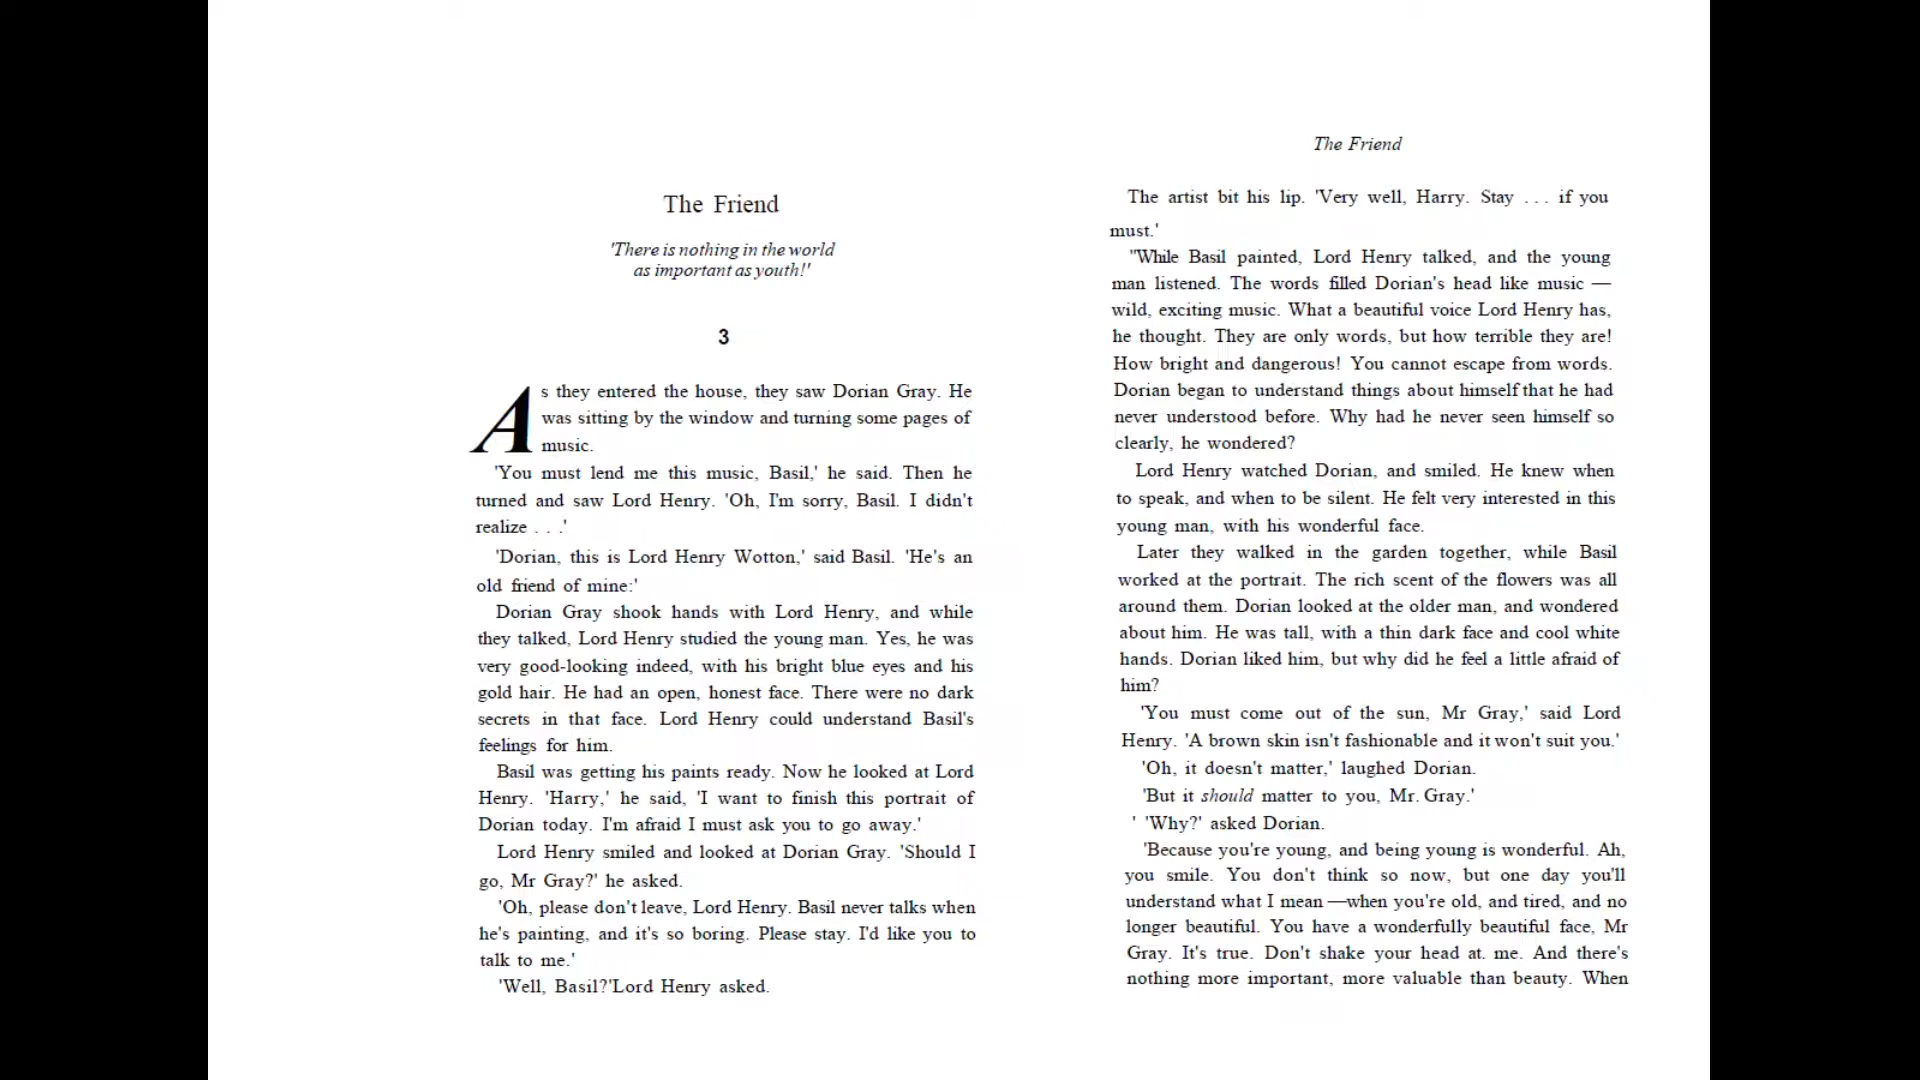 The Friend
'There is nothing in the world
as important as youth!'
3
As they entered the house, they saw Dorian Gray. He
was sitting by the window and turning some pages of
music.
'You must lend me this music, Basil,' he said. Then he
turned and saw Lord Henry. 'Oh, I'm sorry, Basil. I didn't
realize . . .'
'Dorian, this is Lord Henry Wotton,' said Basil. 'He's an
old friend of mine:'
Dorian Gray shook hands with Lord Henry, and while
they talked, Lord Henry studied the young man. Yes, he was
very good-looking indeed, with his bright blue eyes and his
gold hair. He had an open, honest face. There were no dark
secrets in that face. Lord Henry could understand Basil's
feelings for him.
Basil was getting his paints ready. Now he looked at Lord
Henry. 'Harry,' he said, 'I want to finish this portrait of
Dorian today. I'm afraid I must ask you to go away.'
Lord Henry smiled and looked at Dorian Gray. 'Should I
go, Mr Gray?' he asked.
'Oh, please don't leave, Lord Henry. Basil never talks when
he's painting, and it's so boring. Please stay. I'd like you to
talk to me.'
'Well, Basil?'Lord Henry asked.
The Friend
The artist bit his lip. 'Very well, Harry. Stay . . . if you
must.'
"While Basil painted, Lord Henry talked, and the young
man listened. The words filled Dorian's head like music —
wild, exciting music. What a beautiful voice Lord Henry has,
he thought. They are only words, but how terrible they are!
How bright and dangerous! You cannot escape from words.
Dorian began to understand things about himself that he had
never understood before. Why had he never seen himself so
clearly, he wondered?
Lord Henry watched Dorian, and smiled. He knew when
to speak, and when to be silent. He felt very interested in this
young man, with his wonderful face.
Later they walked in the garden together, while Basil
worked at the portrait. The rich scent of the flowers was all
around them. Dorian looked at the older man, and wondered
about him. He was tall, with a thin dark face and cool white
hands. Dorian liked him, but why did he feel a little afraid of
him?
'You must come out of the sun, Mr Gray,' said Lord
Henry. 'A brown skin isn't fashionable and it won't suit you.'
'Oh, it doesn't matter,' laughed Dorian.
'But it should matter to you, Mr. Gray.'
' 'Why?' asked Dorian.
'Because you're young, and being young is wonderful. Ah,
you smile. You don't think so now, but one day you'll
understand what I mean —when you're old, and tired, and no
longer beautiful. You have a wonderfully beautiful face, Mr
Gray. It's true. Don't shake your head at. me. And there's
nothing more important, more valuable than beauty. When